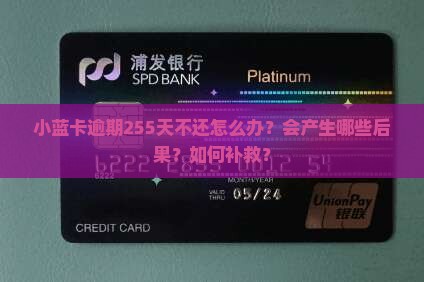 浦发银行
SPD BANK
Platinum
小蓝卡逾期255天不还怎么办？会产生哪些后
果？如何补救？
6222
MONTH/YEAR
VALID
THRU
05/24
UnionPay
银联
CREDIT CARD